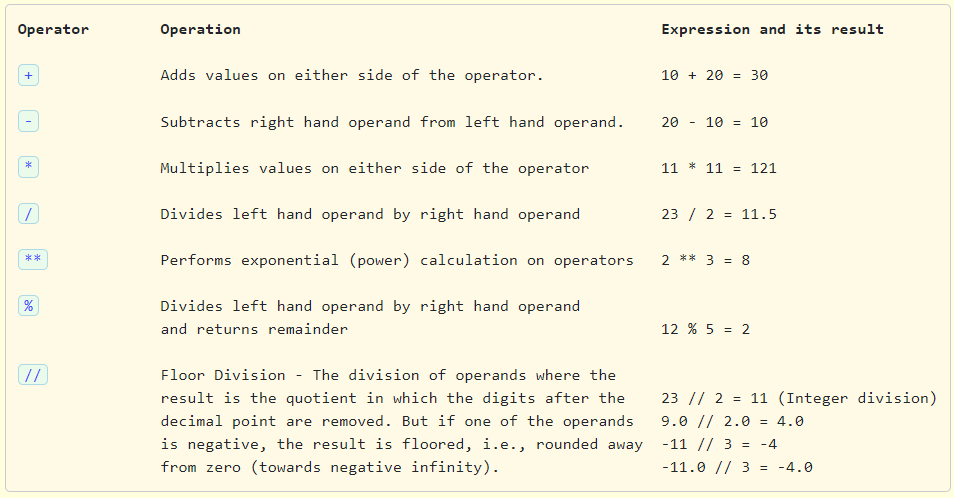 Operator Operation Expression and its result
+ Adds values on either side of the operator. 10 + 20 = 30
- Subtracts right hand operand from left hand operand. 20 - 10 = 10
* Multiplies values on either side of the operator 11 * 11 = 121
/ Divides left hand operand by right hand operand 23 / 2 = 11.5
** Performs exponential (power) calculation on operators 2 ** 3 = 8
% Divides left hand operand by right hand operand
and returns remainder 12 % 5 = 2
// Floor Division - The division of operands where the
result is the quotient in which the digits after the 23 // 2 = 11 (Integer division)
decimal point are removed. But if one of the operands 9.0 // 2.0 = 4.0
is negative, the result is floored, i.e., rounded away -11 // 3 = -4
from zero (towards negative infinity). -11.0 // 3 = -4.0